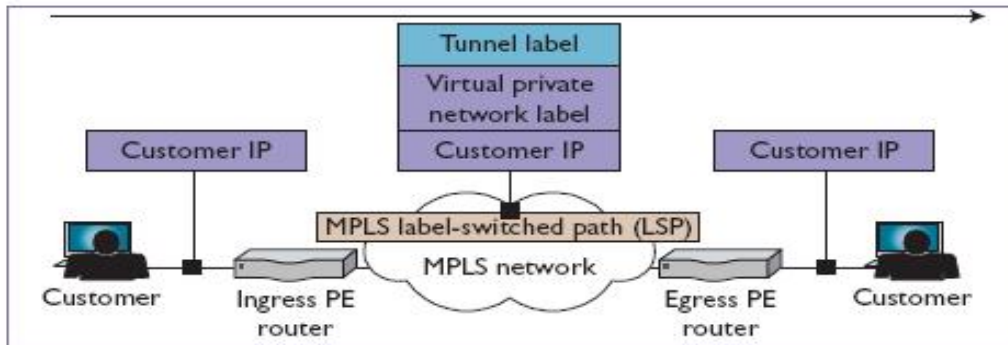 Tunnel label
Virtual private
network label
Customer IP
Customer IP
Customer IP
MPLS label-switched path (LSP)
MPLS network
Customer
Ingress PE
router
Egress PE
router
Customer